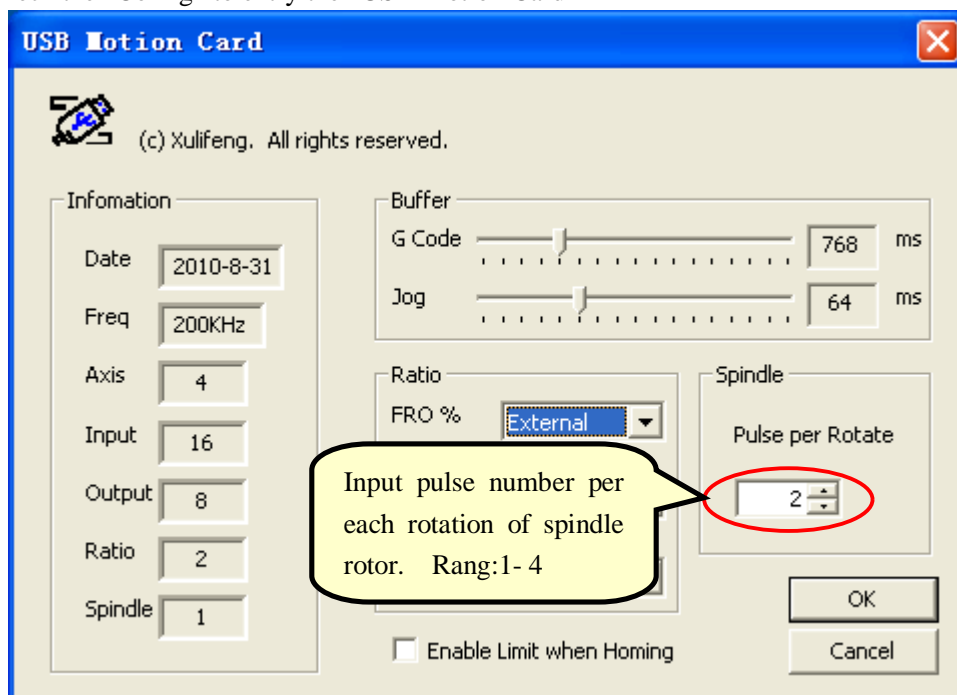 USB Motion Card
(c) Xulifeng. All rights reserved.
Infomation
Date 2010-8-31
Freq 200KHz
Axis 4
Input 16
Output 8
Ratio 2
Spindle 1
Buffer
G Code 768 ms
Jog 64 ms
Ratio
FRO % External
Spindle
Pulse per Rotate
2
Input pulse number per
each rotation of spindle
rotor. Rang:1- 4
Enable Limit when Homing
OK
Cancel